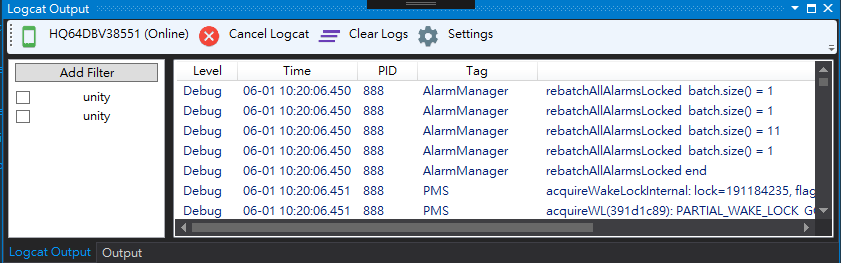 Logcat Output
HQ64DBV38551 (Online) Cancel Logcat Clear Logs Settings
Add Filter
unity
unity
Level Time PID Tag
Debug 06-01 10:20:06.450 888 AlarmManager rebatchAllAlarmsLocked batch.size() = 1
Debug 06-01 10:20:06.450 888 AlarmManager rebatchAllAlarmsLocked batch.size() = 1
Debug 06-01 10:20:06.450 888 AlarmManager rebatchAllAlarmsLocked batch.size() = 11
Debug 06-01 10:20:06.450 888 AlarmManager rebatchAllAlarmsLocked batch.size() = 1
Debug 06-01 10:20:06.450 888 AlarmManager rebatchAllAlarmsLocked end
Debug 06-01 10:20:06.451 888 PMS acquireWakeLockInternal: lock=191184235, flag
Debug 06-01 10:20:06.451 888 PMS acquireWL(391d1c89): PARTIAL_WAKE_LOCK
Logcat Output Output